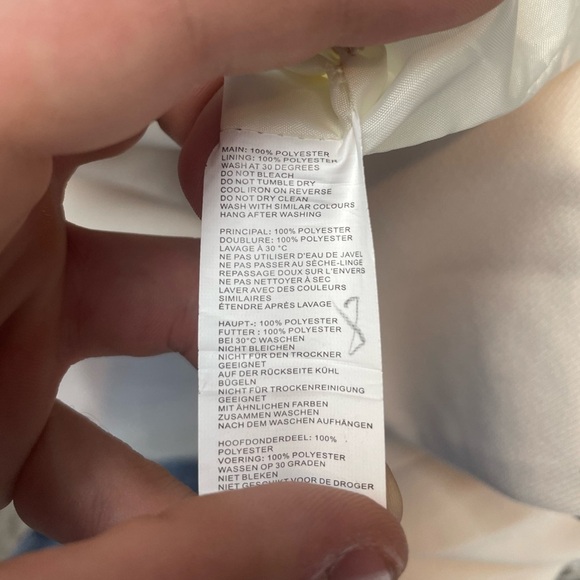 MAIN: 100% POLYESTER
LINING: 100% POLYESTER
WASH AT 30 DEGREES
DO NOT BLEACH
DO NOT TUMBLE DRY
COOL IRON ON REVERSE
DO NOT DRY CLEAN
WASH WITH SIMILAR COLOURS
HANG AFTER WASHING
PRINCIPAL: 100% POLYESTER
DOUBLURE: 100% POLYESTER
LAVAGE À 30 °C
NE PAS UTILISER D'EAU DE JAVEL
NE PAS PASSER AU SÈCHE-LINGE
REPASSAGE DOUX SUR L'ENVERS
NE PAS NETTOYER À SEC
LAVER AVEC DES COULEURS
SIMILAIRES
ÉTENDRE APRÈS LAVAGE
8
HAUPT-: 100% POLYESTER
FUTTER : 100% POLYESTER
BEI 30°C WASCHEN
NICHT BLEICHEN
NICHT FÜR DEN TROCKNER
GEEIGNET
AUF DER RÜCKSEITE KÜHL
BÜGELN
NICHT FÜR TROCKENREINIGUNG
GEEIGNET
MIT ÄHNLICHEN FARBEN
ZUSAMMEN WASCHEN
NACH DEM WASCHEN AUFHÄNGEN
HOOFDONDERDEEL: 100%
POLYESTER
VOERING: 100% POLYESTER
WASSEN OP 30 GRADEN
NIET BLEKEN
NIET GESCHIKT VOOR DE DROGER